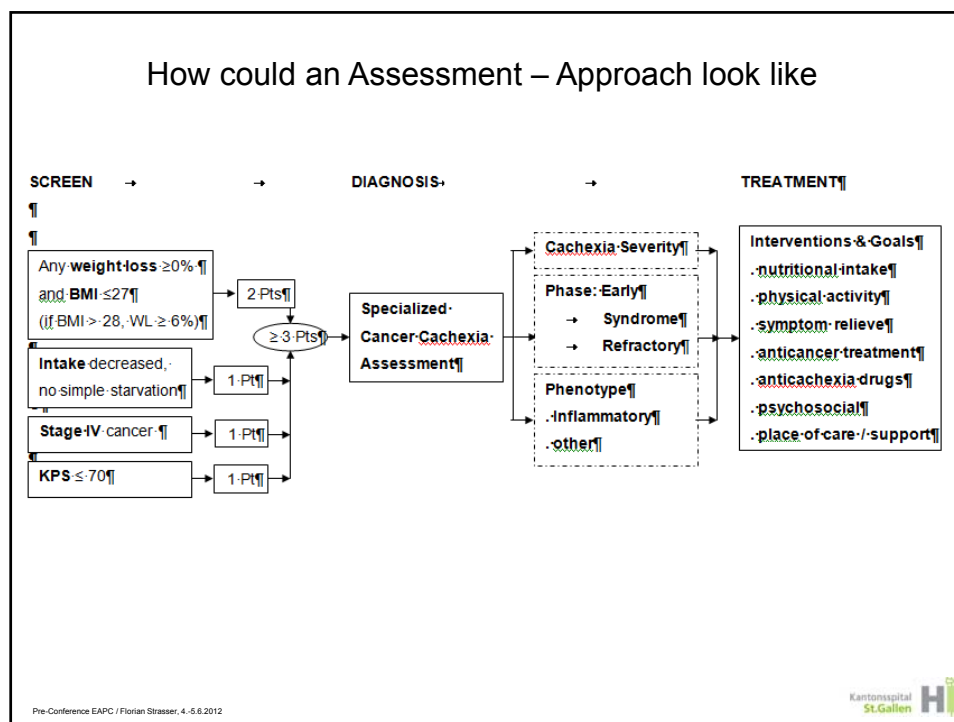 How could an Assessment – Approach look like
SCREEN → → DIAGNOSIS→ → TREATMENT¶
¶
¶
Any·weight·loss·≥0%·¶
and·BMI·≤27¶
(if·BMI·>·28,·WL·≥·6%)¶
2·Pts¶
¶
Intake·decreased,·
no·simple·starvation¶
1·Pt¶
¶
Stage·IV·cancer·¶
1·Pt¶
¶
KPS·≤·70¶
1·Pt¶
≥·3·Pts¶
Specialized·
Cancer·Cachexia·
Assessment¶
Cachexia·Severity¶
Phase:·Early¶
→ Syndrome¶
→ Refractory¶
Phenotype¶
.·Inflammatory¶
.·other¶
Interventions·&·Goals¶
.·nutritional·intake¶
.·physical·activity¶
.·symptom·relieve¶
.·anticancer·treatment¶
.·anticachexia·drugs¶
.·psychosocial¶
.·place·of·care·/·support¶
Pre-Conference EAPC / Florian Strasser, 4.-5.6.2012
Kantonsspital
St.Gallen